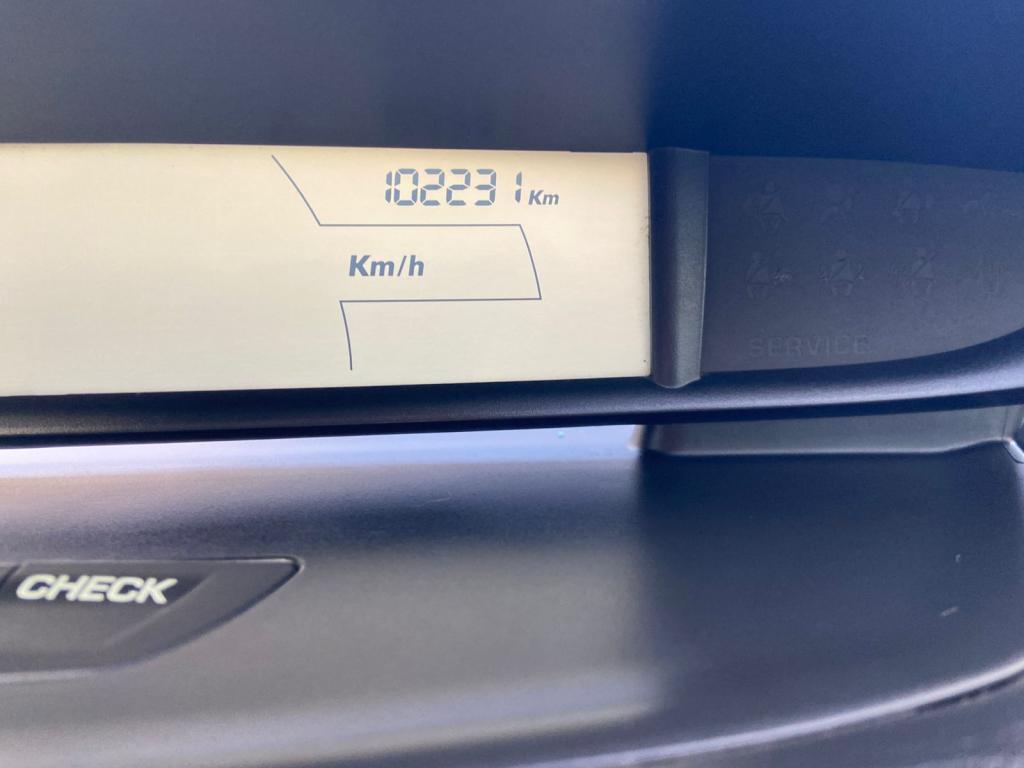 102231 Km
Km/h
SERVICE
CHECK